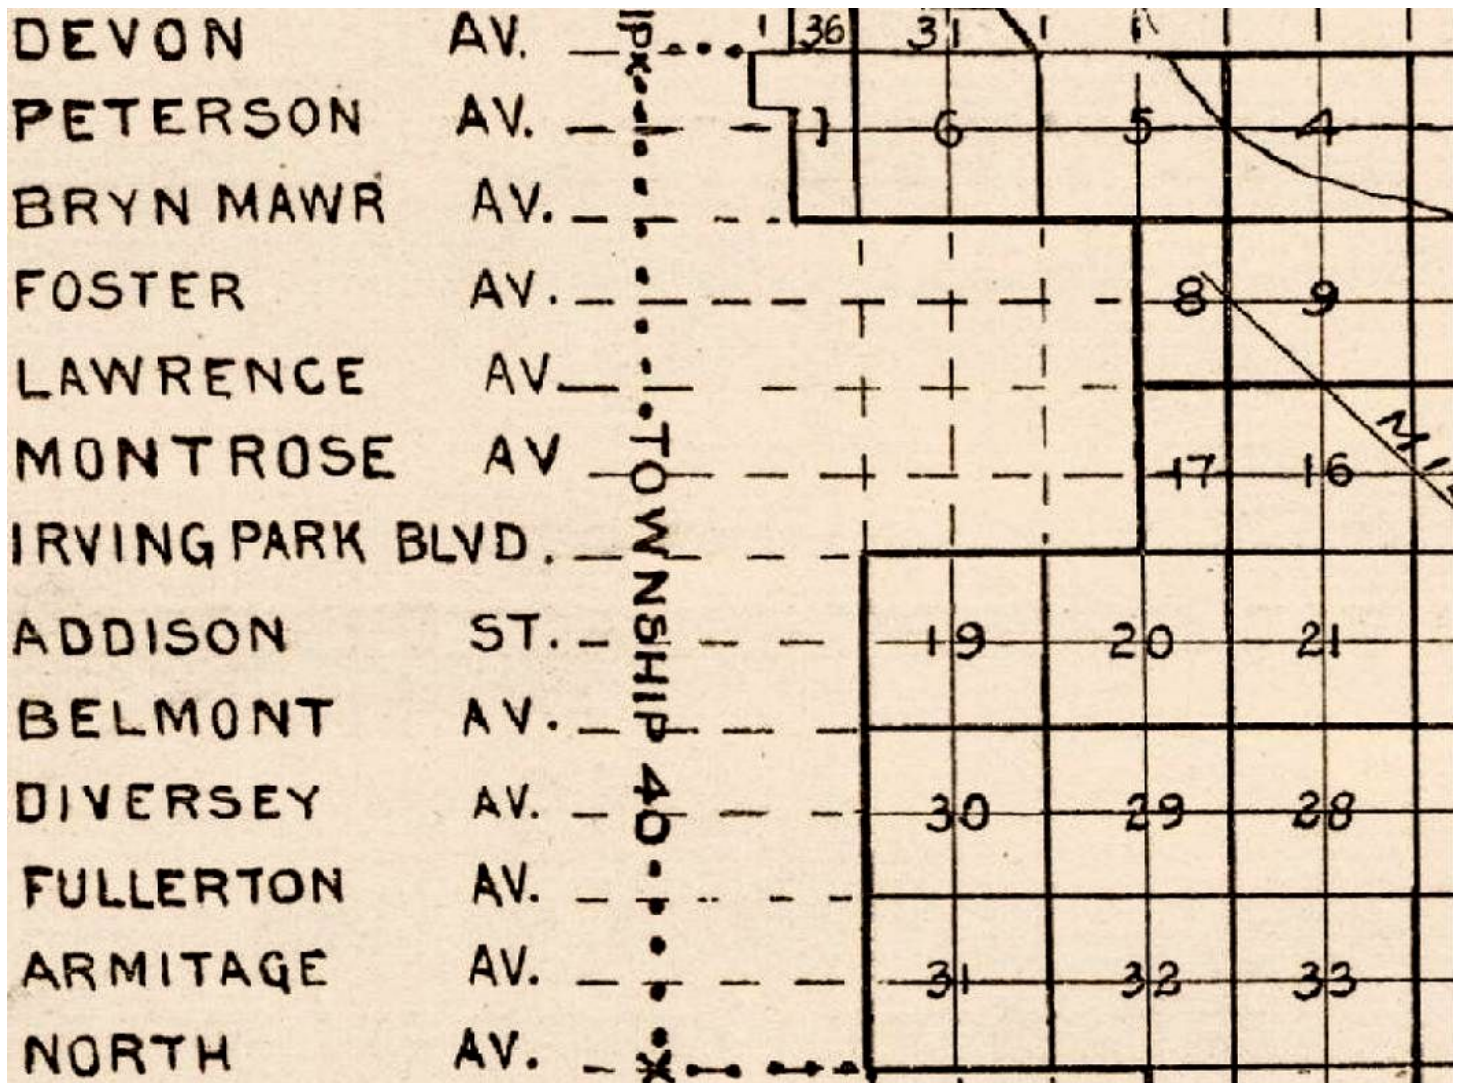 DEVON AV. 36 31
PETERSON AV. 1 6 5 4
BRYN MAWR AV.
FOSTER AV. 8 9
LAWRENCE AV
MONTROSE AV 17 16
IRVING PARK BLVD.
ADDISON ST. 19 20 21
BELMONT AV.
DIVERSEY AV. 30 29 28
FULLERTON AV.
ARMITAGE AV. 31 32 33
NORTH AV.
TOWNSHIP 40